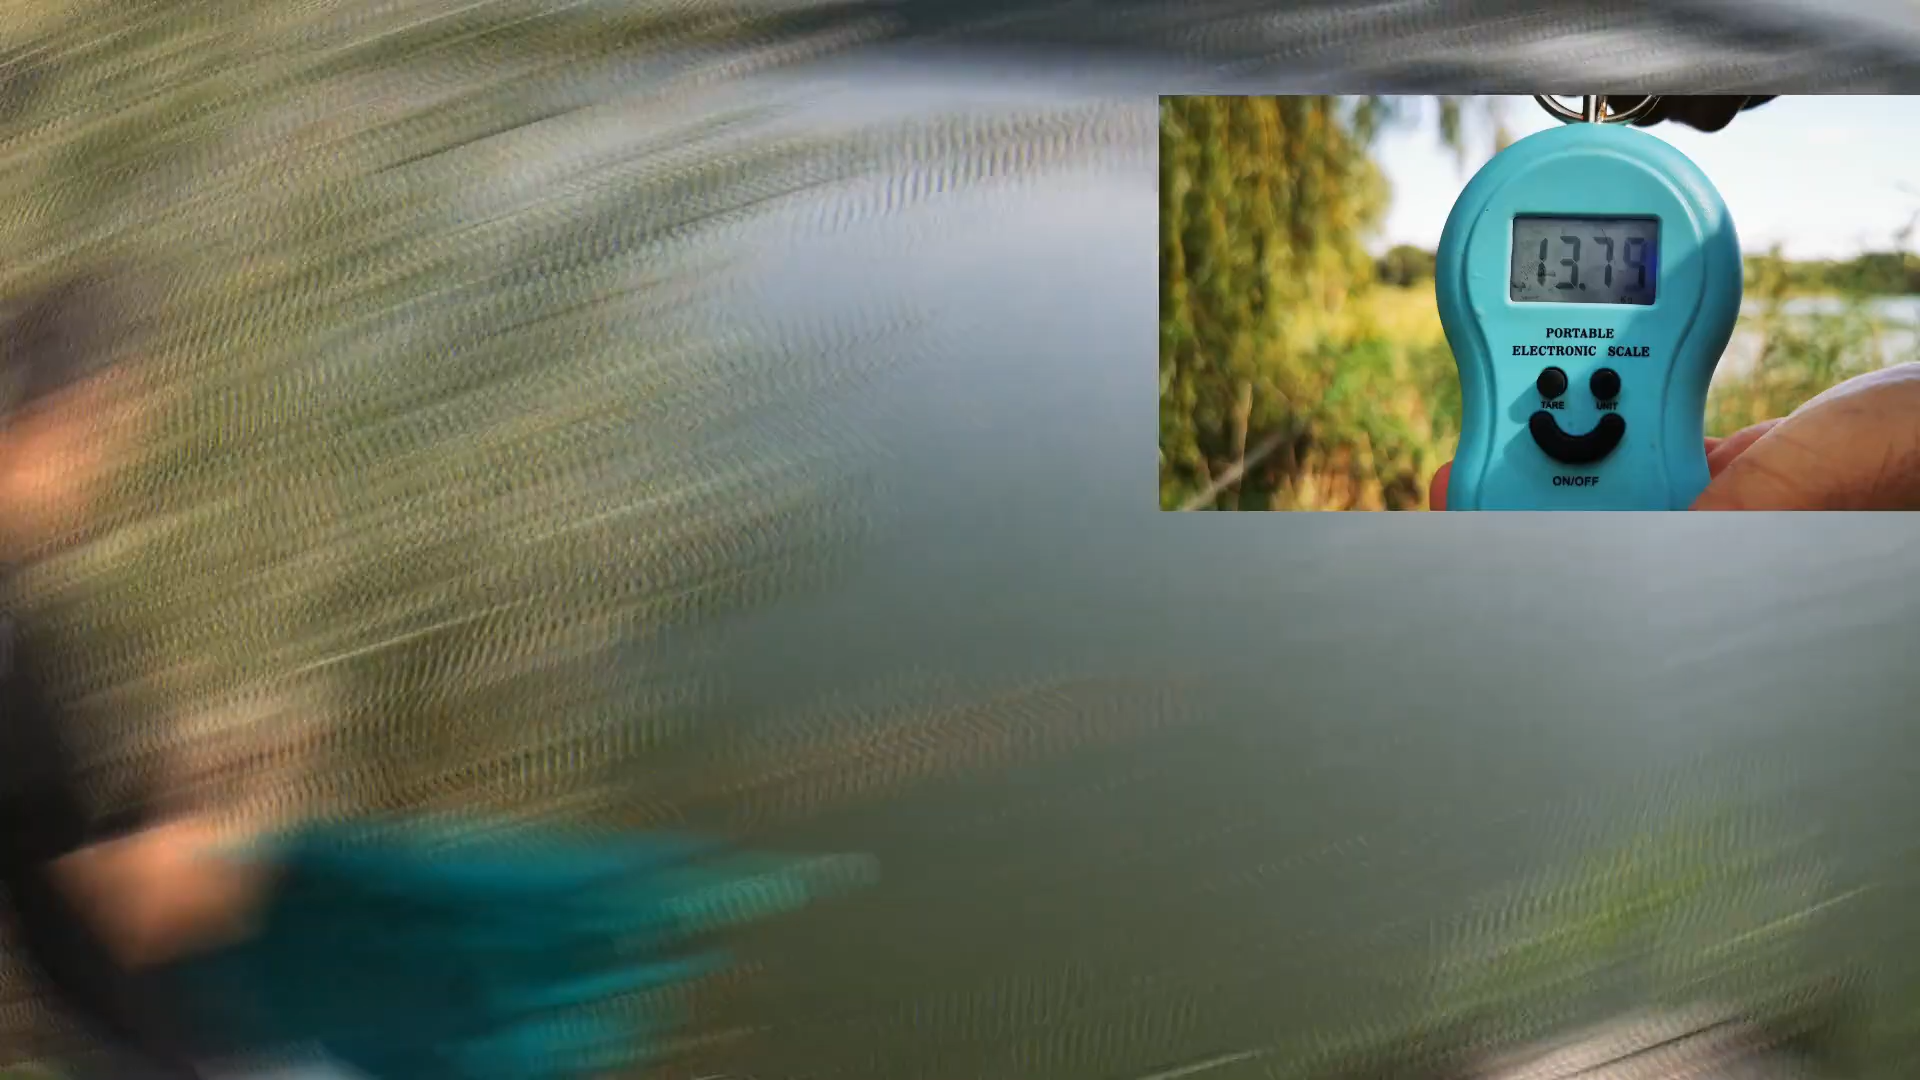 13.79
PORTABLE
ELECTRONIC SCALE
TARE UNIT
ON/OFF